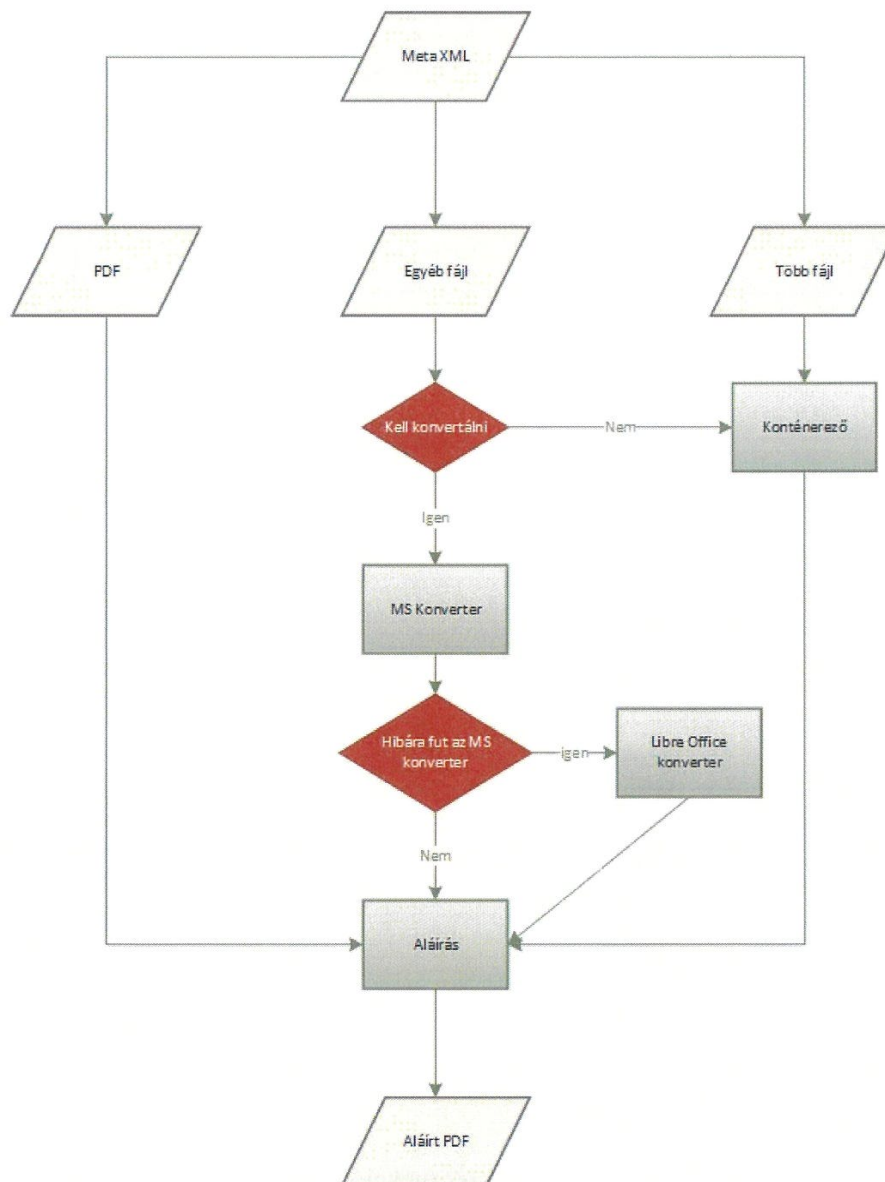 Meta XML
PDF
Egyéb fájl
Több fájl
Kell konvertálni
Nem
Konténerező
Igen
MS Konverter
Hibára fut az MS
konverter
igen
Libre Office
konverter
Nem
Aláírás
Aláírt PDF